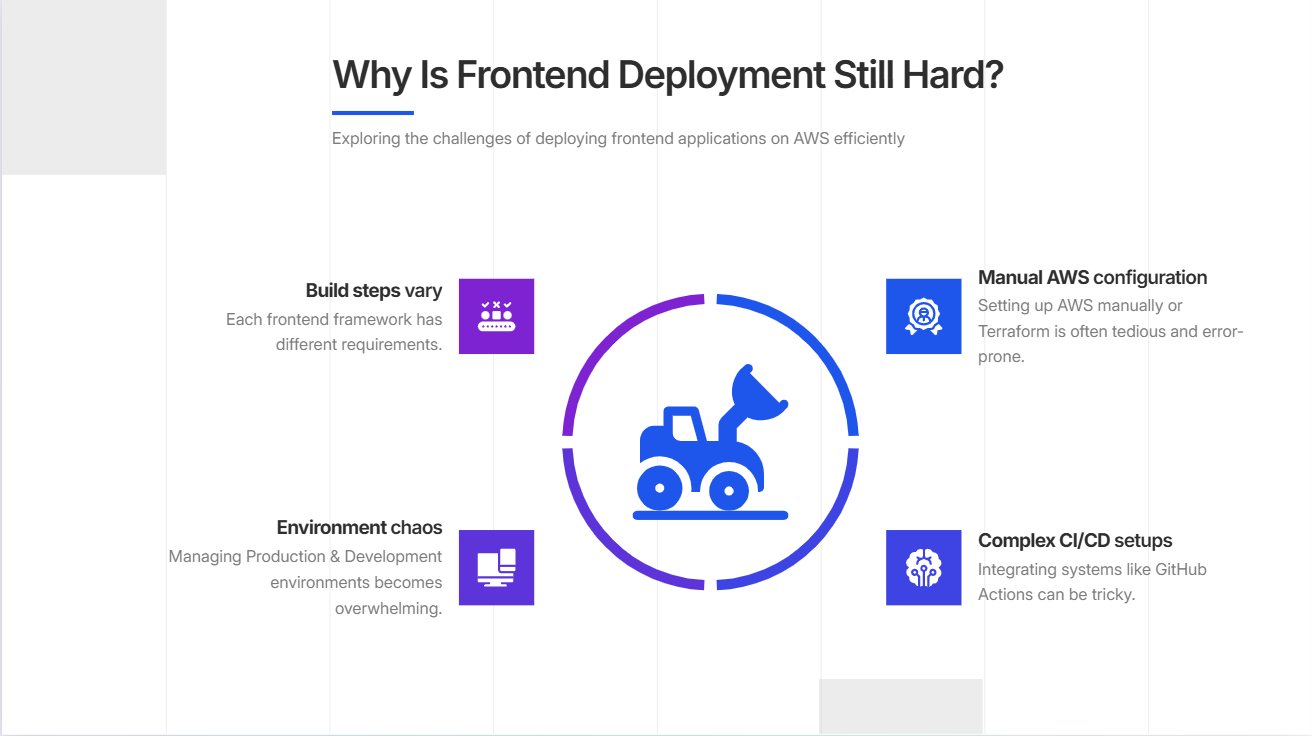 Why Is Frontend Deployment Still Hard?
Exploring the challenges of deploying frontend applications on AWS efficiently
Build steps vary
Each frontend framework has
different requirements.
Manual AWS configuration
Setting up AWS manually or
Terraform is often tedious and error-
prone.
Environment chaos
Managing Production & Development
environments becomes
overwhelming.
Complex CI/CD setups
Integrating systems like GitHub
Actions can be tricky.